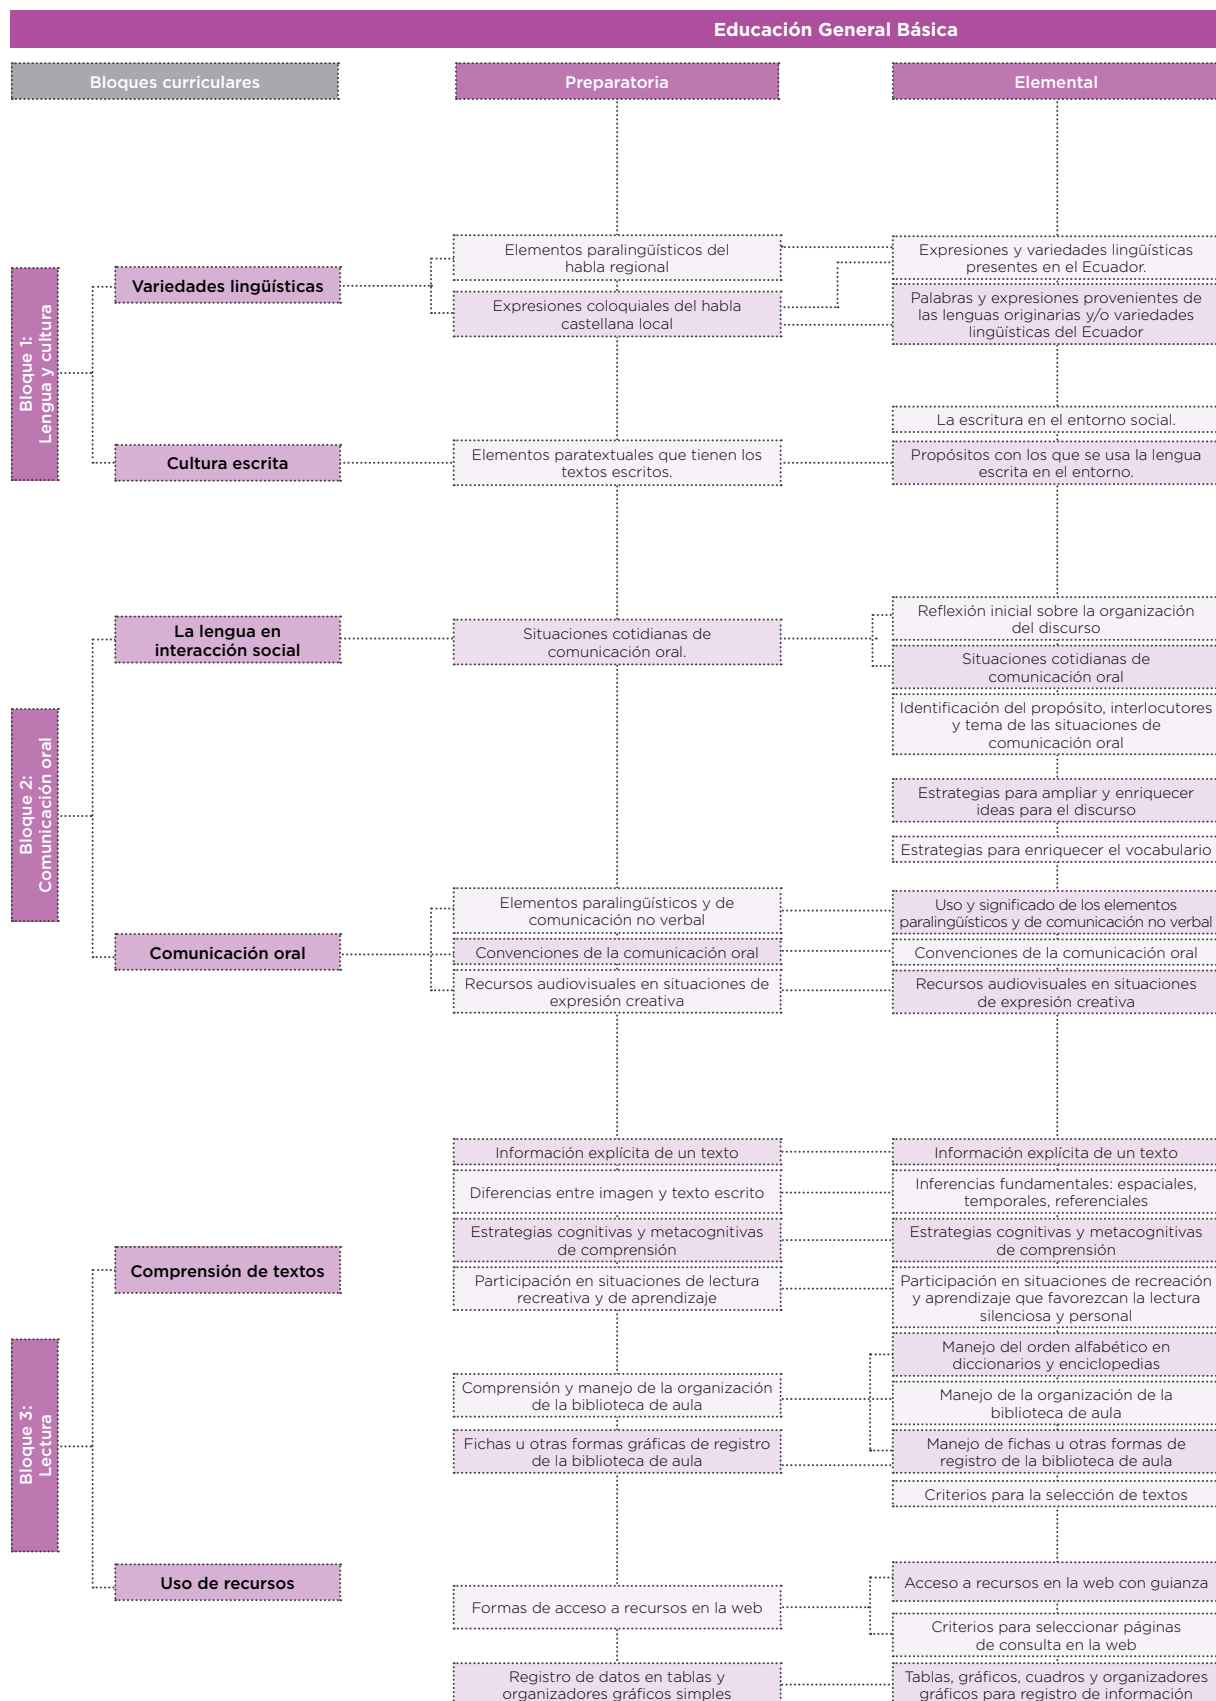 Educación General Básica
Bloques curriculares
Preparatoria
Elemental
Bloque 1:
Lengua y cultura
Variedades lingüísticas
Elementos paralingüísticos del
habla regional
Expresiones coloquiales del habla
castellana local
Expresiones y variedades lingüísticas
presentes en el Ecuador.
Palabras y expresiones provenientes de
las lenguas originarias y/o variedades
lingüísticas del Ecuador
Cultura escrita
Elementos paratextuales que tienen los
textos escritos.
La escritura en el entorno social.
Propósitos con los que se usa la lengua
escrita en el entorno.
Bloque 2:
Comunicación oral
La lengua en
interacción social
Situaciones cotidianas de
comunicación oral.
Reflexión inicial sobre la organización
del discurso
Situaciones cotidianas de
comunicación oral
Identificación del propósito, interlocutores
y tema de las situaciones de
comunicación oral
Estrategias para ampliar y enriquecer
ideas para el discurso
Estrategias para enriquecer el vocabulario
Comunicación oral
Elementos paralingüísticos y de
comunicación no verbal
Convenciones de la comunicación oral
Recursos audiovisuales en situaciones de
expresión creativa
Uso y significado de los elementos
paralingüísticos y de comunicación no verbal
Convenciones de la comunicación oral
Recursos audiovisuales en situaciones
de expresión creativa
Bloque 3:
Lectura
Comprensión de textos
Información explícita de un texto
Diferencias entre imagen y texto escrito
Estrategias cognitivas y metacognitivas
de comprensión
Participación en situaciones de lectura
recreativa y de aprendizaje
Información explícita de un texto
Inferencias fundamentales: espaciales,
temporales, referenciales
Estrategias cognitivas y metacognitivas
de comprensión
Participación en situaciones de recreación
y aprendizaje que favorezcan la lectura
silenciosa y personal
Comprensión y manejo de la organización
de la biblioteca de aula
Fichas u otras formas gráficas de registro
de la biblioteca de aula
Manejo del orden alfabético en
diccionarios y enciclopedias
Manejo de la organización de la
biblioteca de aula
Manejo de fichas u otras formas de
registro de la biblioteca de aula
Criterios para la selección de textos
Uso de recursos
Formas de acceso a recursos en la web
Acceso a recursos en la web con guianza
Criterios para seleccionar páginas
de consulta en la web
Registro de datos en tablas y
organizadores gráficos simples
Tablas, gráficos, cuadros y organizadores
gráficos para registro de información